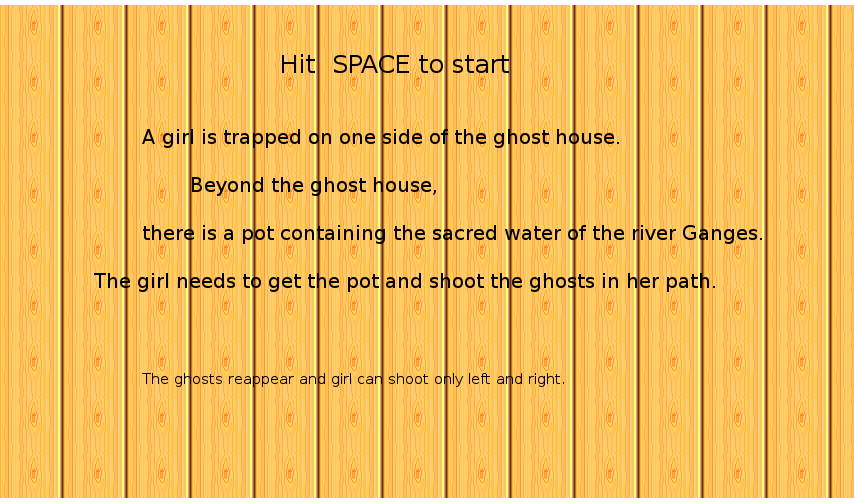 Hit  SPACE to start
A girl is trapped on one side of the ghost house.
Beyond the ghost house,
there is a pot containing the sacred water of the river Ganges.
The girl needs to get the pot and shoot the ghosts in her path.
The ghosts reappear and girl can shoot only left and right.